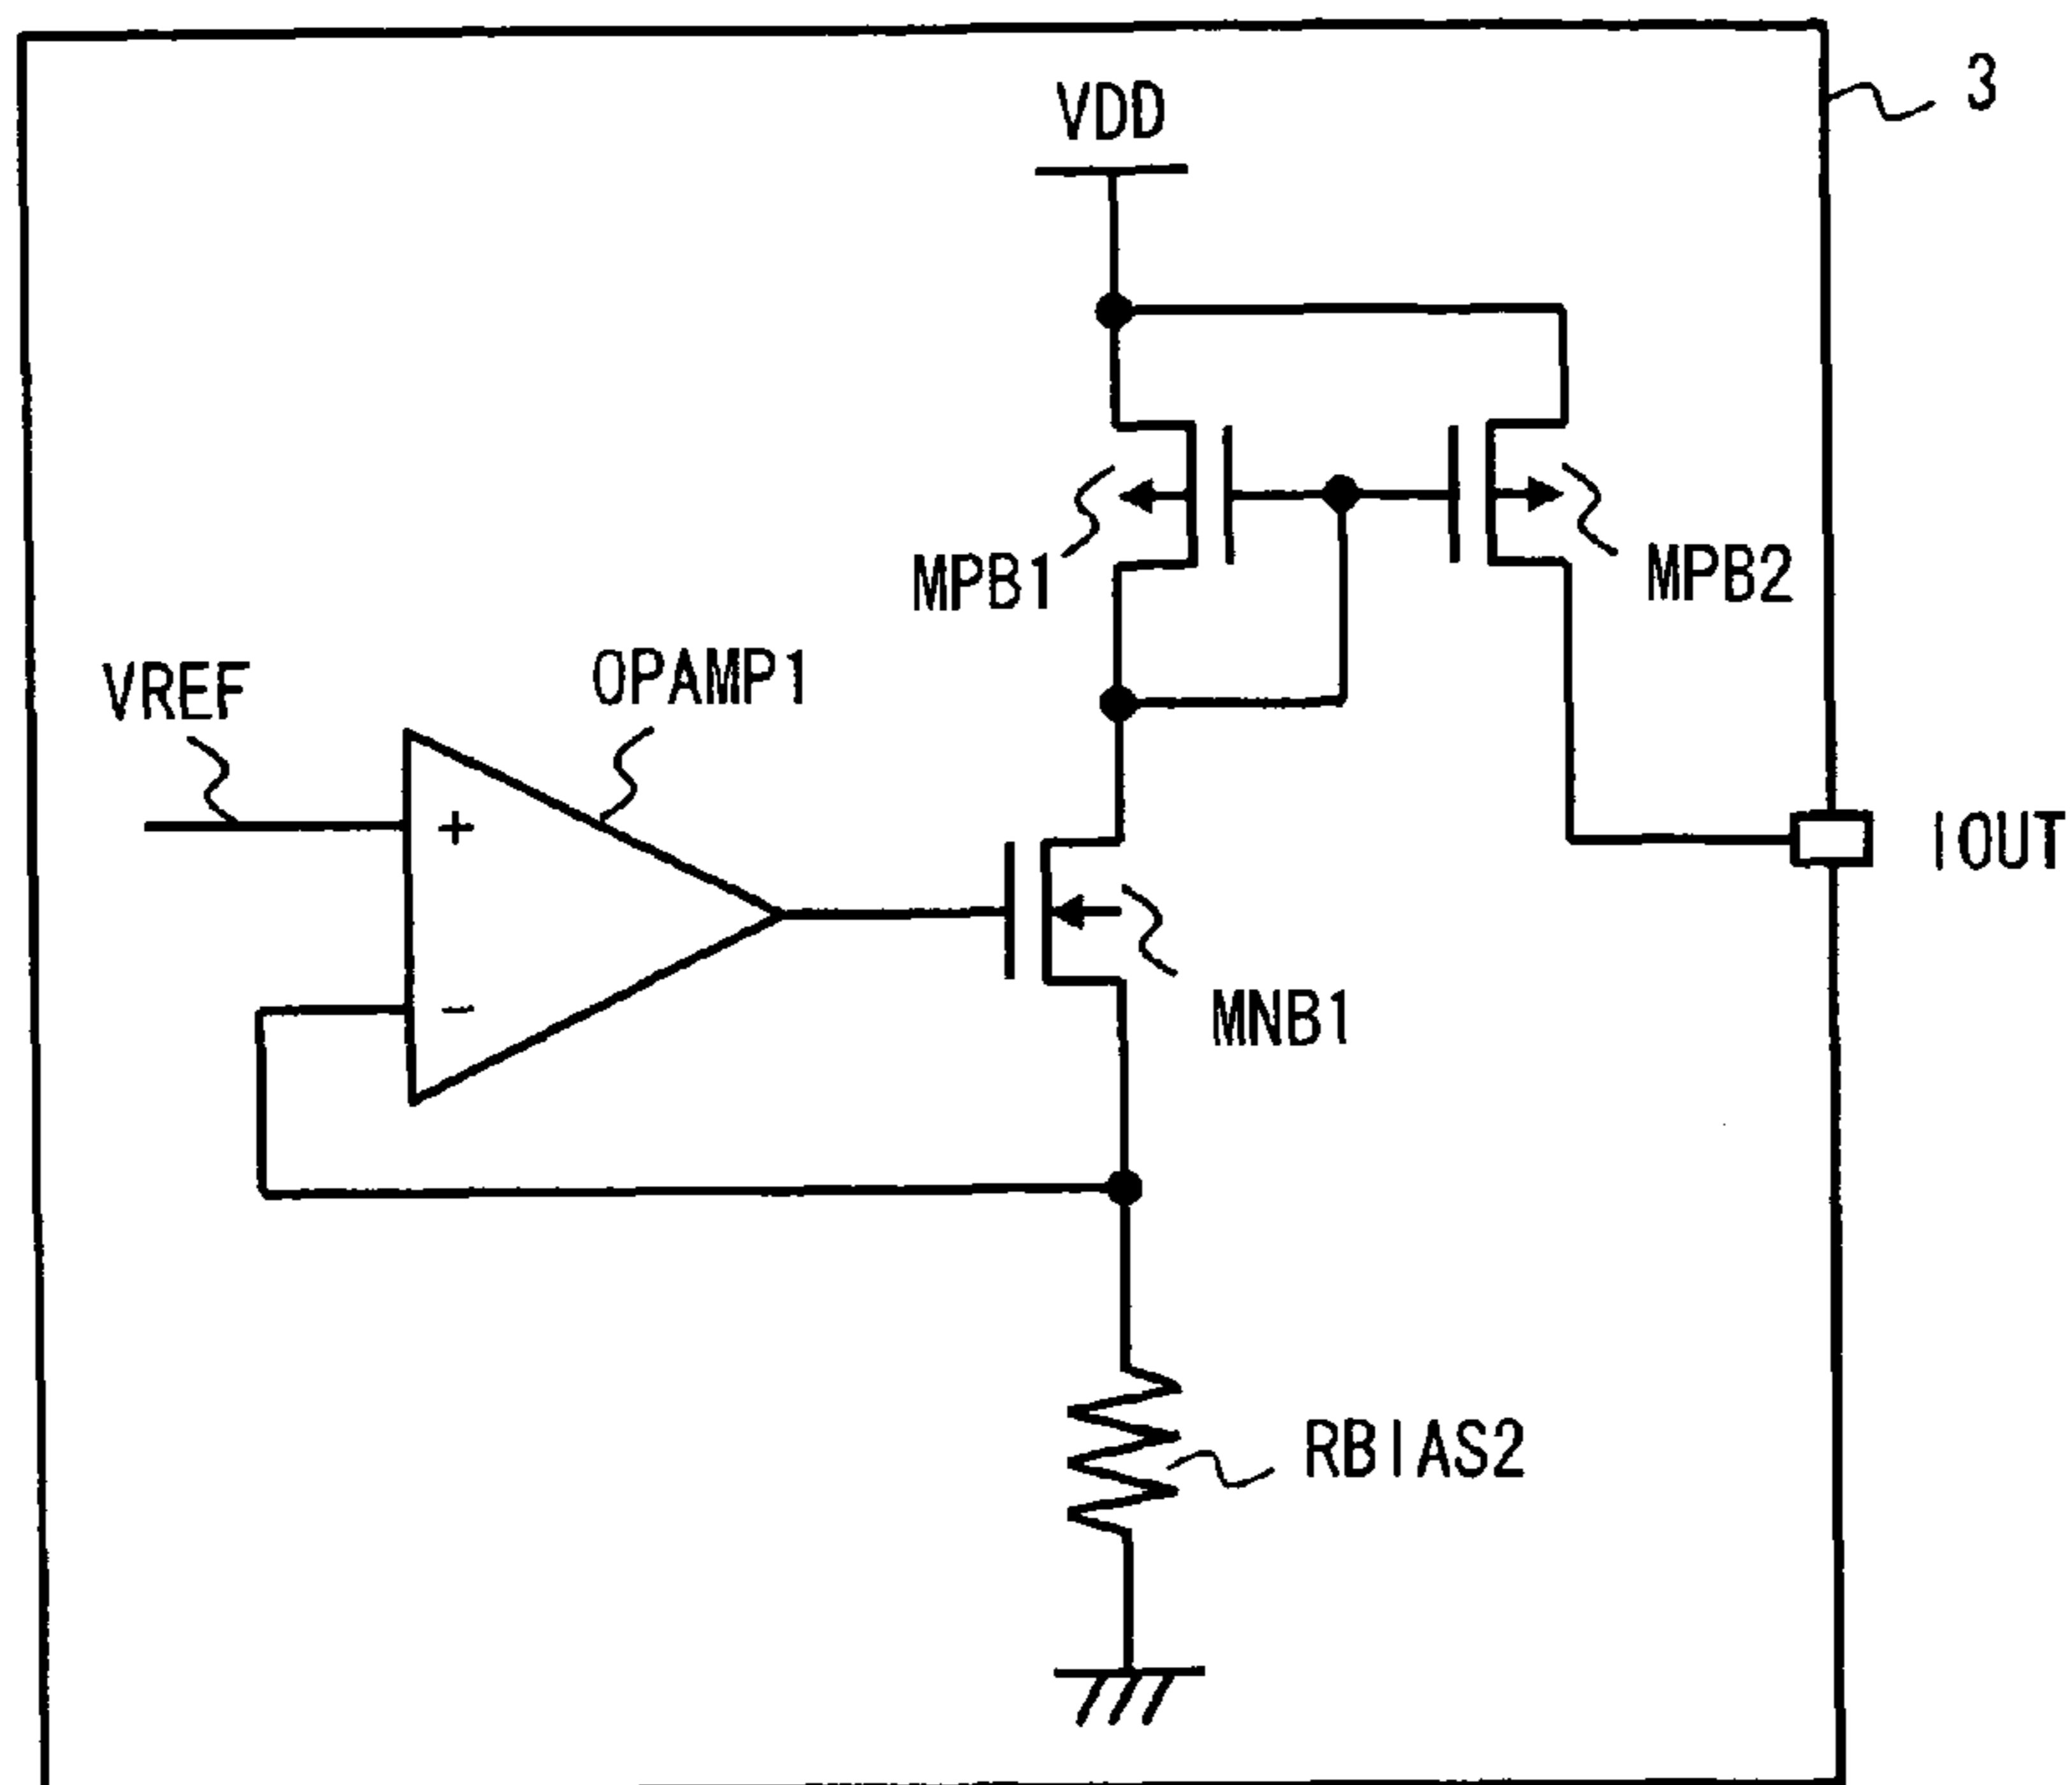 3
VDD
MPB1
MPB2
VREF
OPAMP1
+
IOUT
-
MNB1
RBIAS2